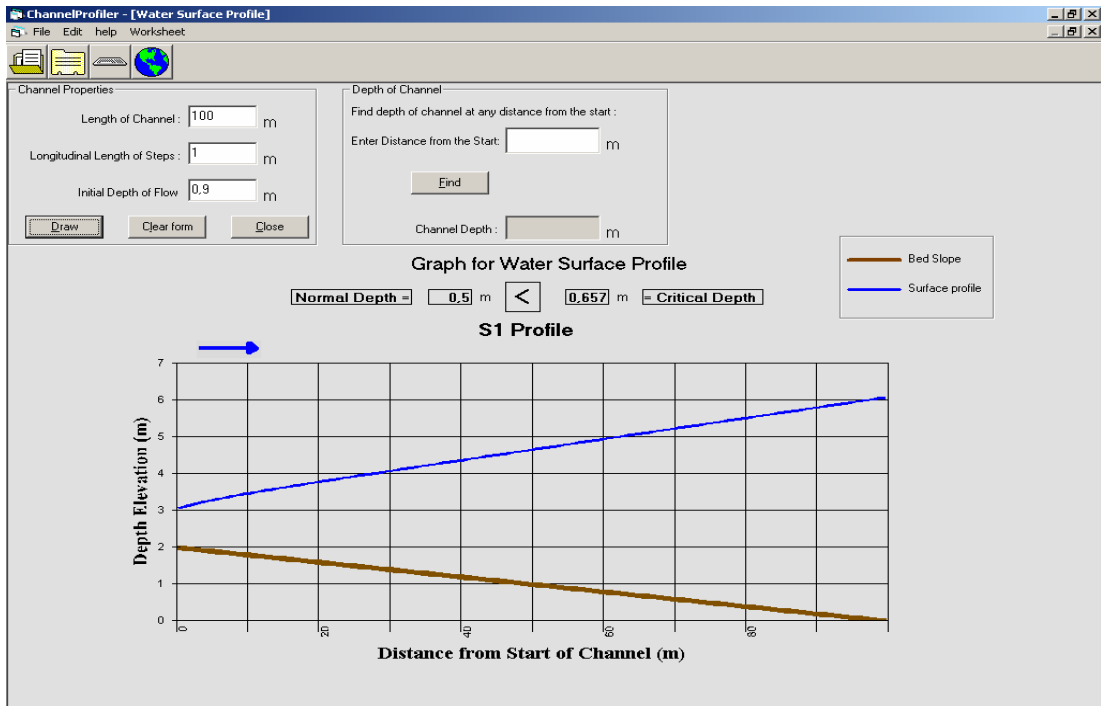 ChannelProfiler - [Water Surface Profile]
File Edit help Worksheet
Channel Properties
Length of Channel : 100 m
Longitudinal Length of Steps : 1 m
Initial Depth of Flow 0,9 m
Draw Clear form Close
Depth of Channel
Find depth of channel at any distance from the start :
Enter Distance from the Start: m
Find
Channel Depth : m
Bed Slope
Surface profile
Graph for Water Surface Profile
Normal Depth = 0,5 m < 0,657 m = Critical Depth
S1 Profile
7
6
5
4
3
2
1
0
Depth Elevation (m)
0 20 40 60 80
Distance from Start of Channel (m)